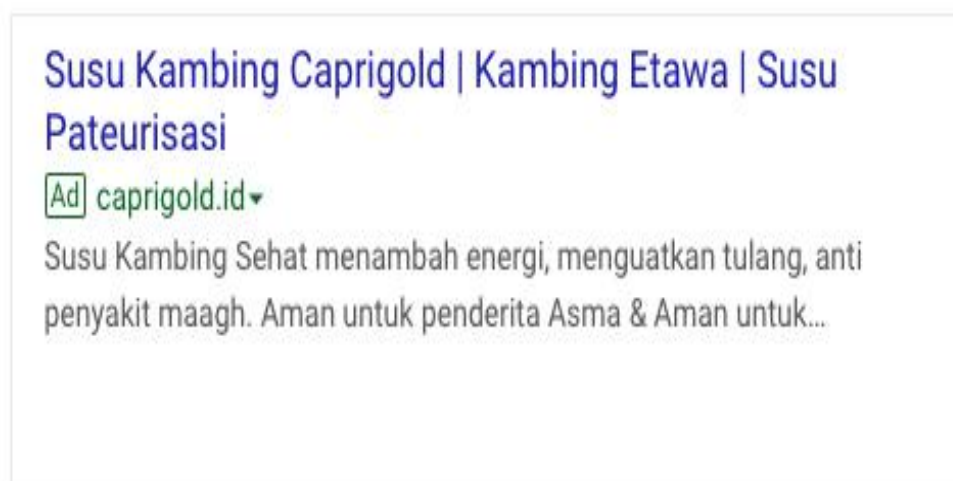 Susu Kambing Caprigold | Kambing Etawa | Susu
Pateurisasi
Ad caprigold.id
Susu Kambing Sehat menambah energi, menguatkan tulang, anti
penyakit maagh. Aman untuk penderita Asma & Aman untuk...